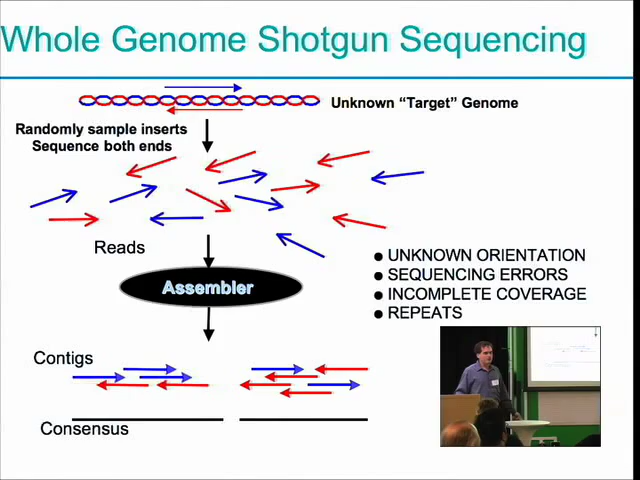 Whole Genome Shotgun Sequencing
Unknown “Target” Genome
Randomly sample inserts
Sequence both ends
Reads
● UNKNOWN ORIENTATION
● SEQUENCING ERRORS
● INCOMPLETE COVERAGE
● REPEATS
Assembler
Contigs
Consensus